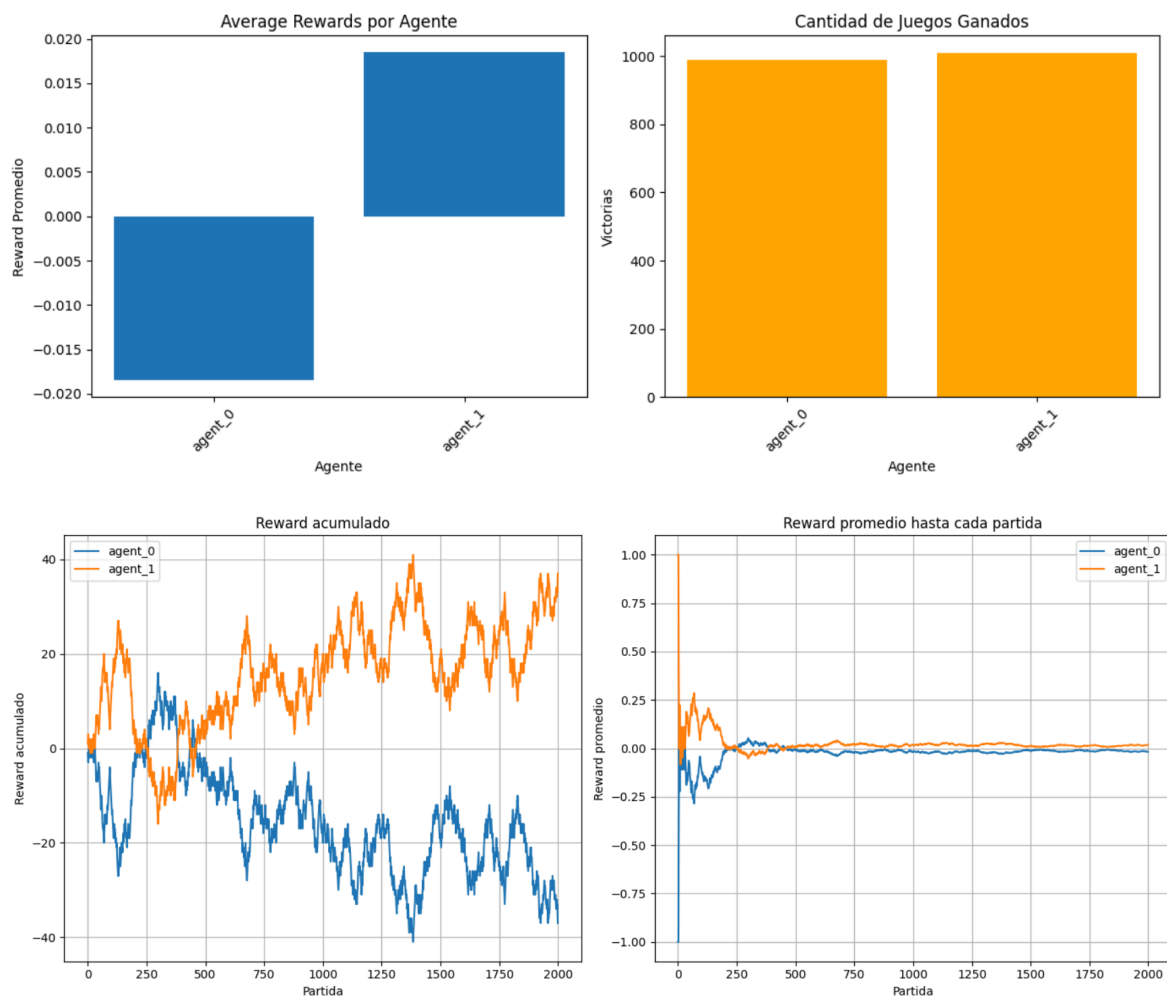 Average Rewards por Agente
0.020
0.015
0.010
0.005
0.000
−0.005
−0.010
−0.015
−0.020
Reward Promedio
agent_0
agent_1
Agente
Cantidad de Juegos Ganados
1000
800
600
400
200
0
Victorias
agent_0
agent_1
Agente
Reward acumulado
agent_0
agent_1
40
20
0
−20
−40
Reward acumulado
0 250 500 750 1000 1250 1500 1750 2000
Partida
Reward promedio hasta cada partida
agent_0
agent_1
1.00
0.75
0.50
0.25
0.00
−0.25
−0.50
−0.75
−1.00
Reward promedio
0 250 500 750 1000 1250 1500 1750 2000
Partida